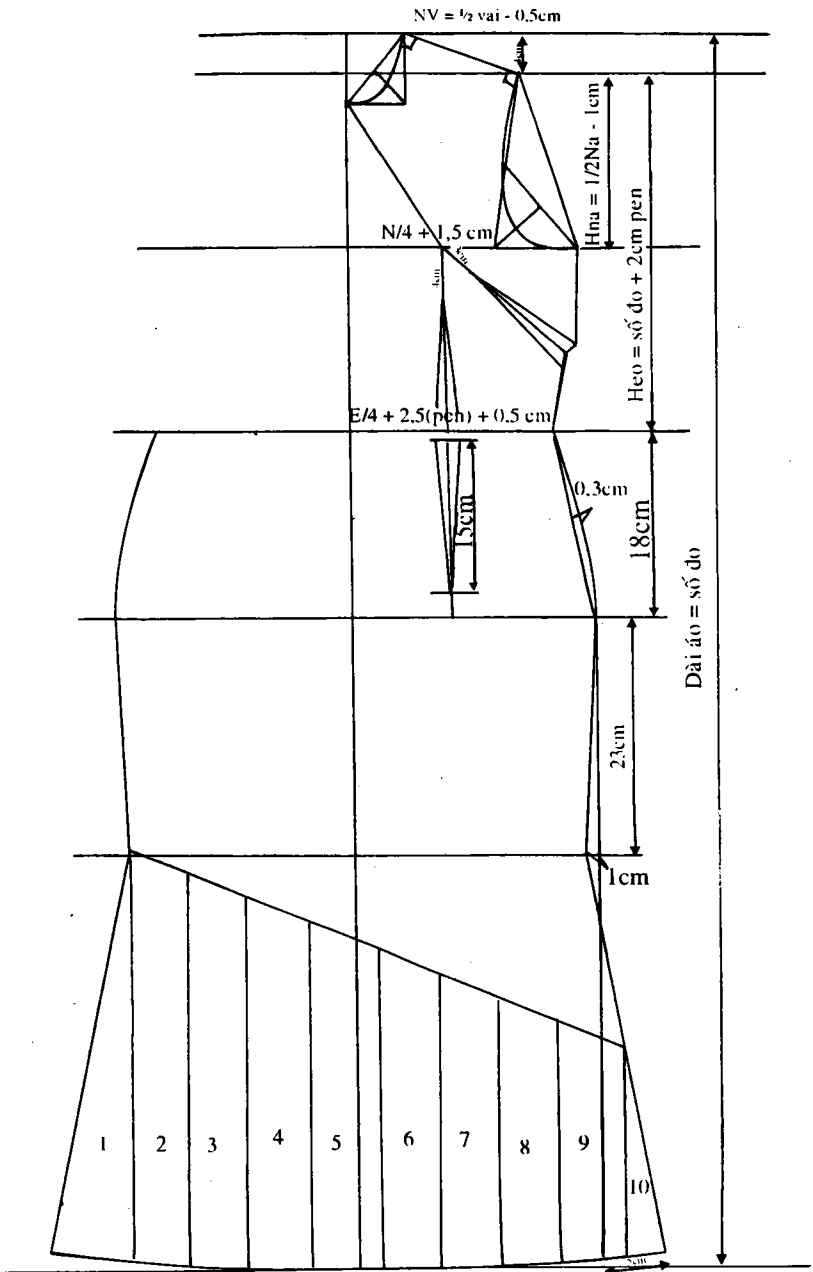 NV = ½ vai - 0,5cm
Hna = 1/2Na - 1cm
Heo = số đo + 2cm pen
N/4 + 1,5 cm
4cm
E/4 + 2,5(pen) + 0,5 cm
0,3cm
15cm
18cm
Dài áo = số đo
23cm
1cm
1
2
3
4
5
6
7
8
9
10